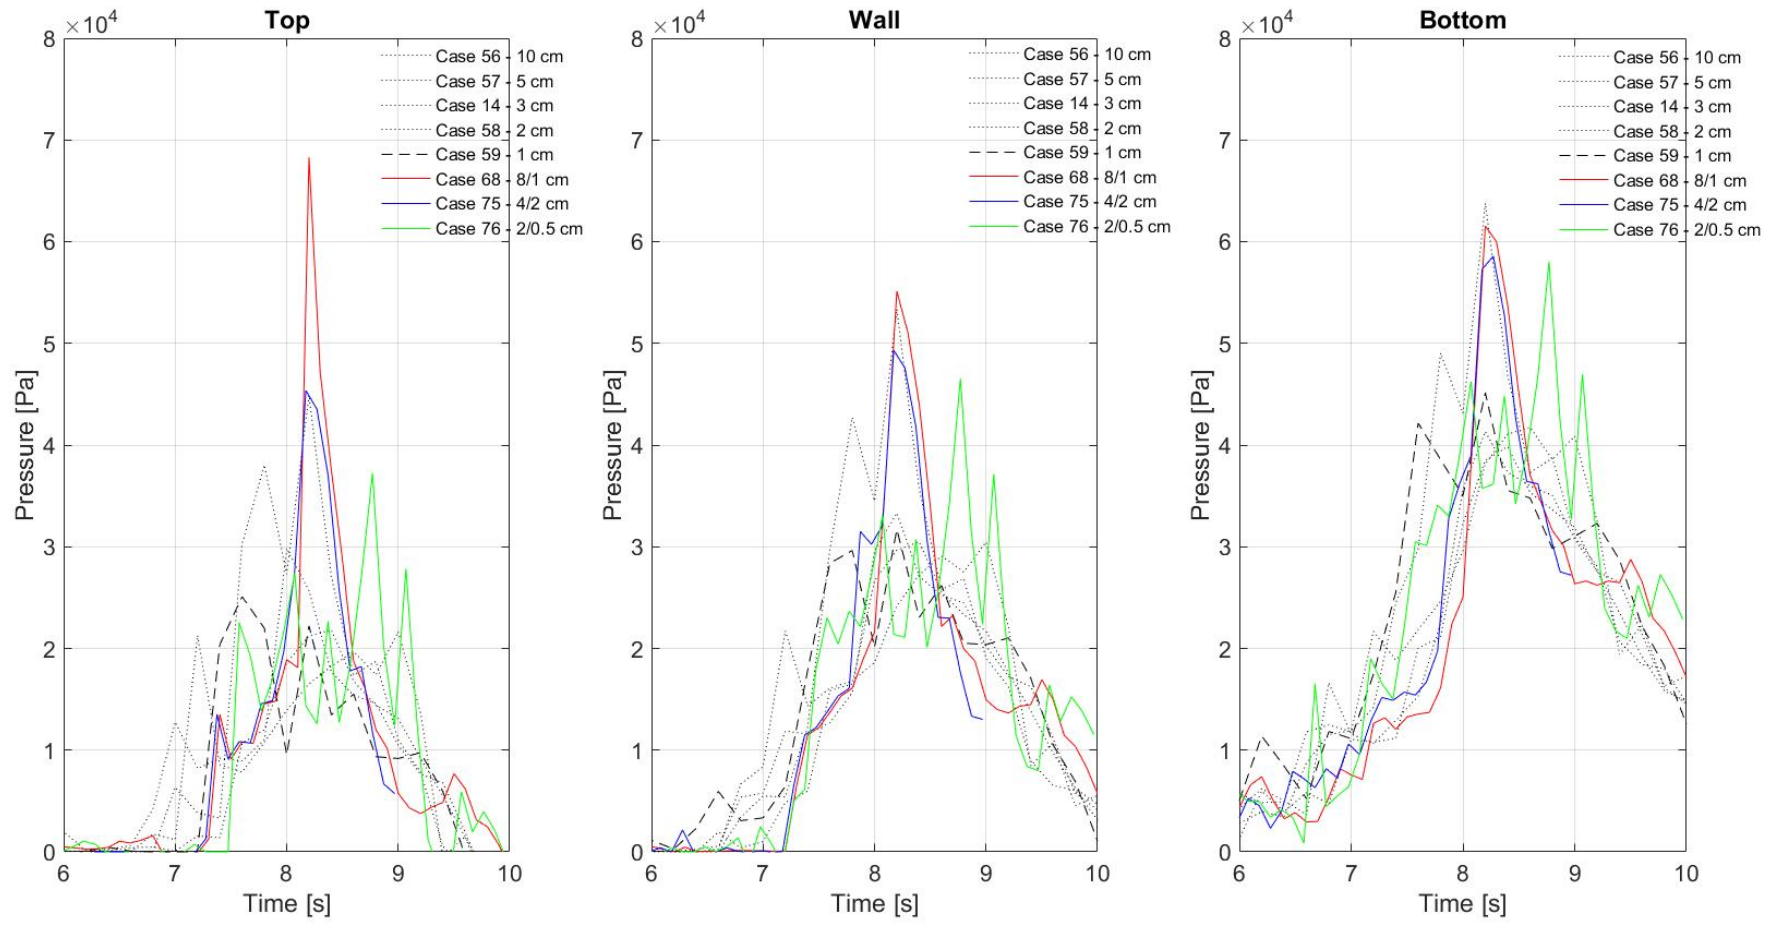 Top
×10⁴
8
7
6
5
4
3
2
1
0
Pressure [Pa]
6
7
8
9
10
Time [s]
Case 56 - 10 cm
Case 57 - 5 cm
Case 14 - 3 cm
Case 58 - 2 cm
Case 59 - 1 cm
Case 68 - 8/1 cm
Case 75 - 4/2 cm
Case 76 - 2/0.5 cm
Wall
×10⁴
8
7
6
5
4
3
2
1
0
Pressure [Pa]
6
7
8
9
10
Time [s]
Case 56 - 10 cm
Case 57 - 5 cm
Case 14 - 3 cm
Case 58 - 2 cm
Case 59 - 1 cm
Case 68 - 8/1 cm
Case 75 - 4/2 cm
Case 76 - 2/0.5 cm
Bottom
×10⁴
8
7
6
5
4
3
2
1
0
Pressure [Pa]
6
7
8
9
10
Time [s]
Case 56 - 10 cm
Case 57 - 5 cm
Case 14 - 3 cm
Case 58 - 2 cm
Case 59 - 1 cm
Case 68 - 8/1 cm
Case 75 - 4/2 cm
Case 76 - 2/0.5 cm